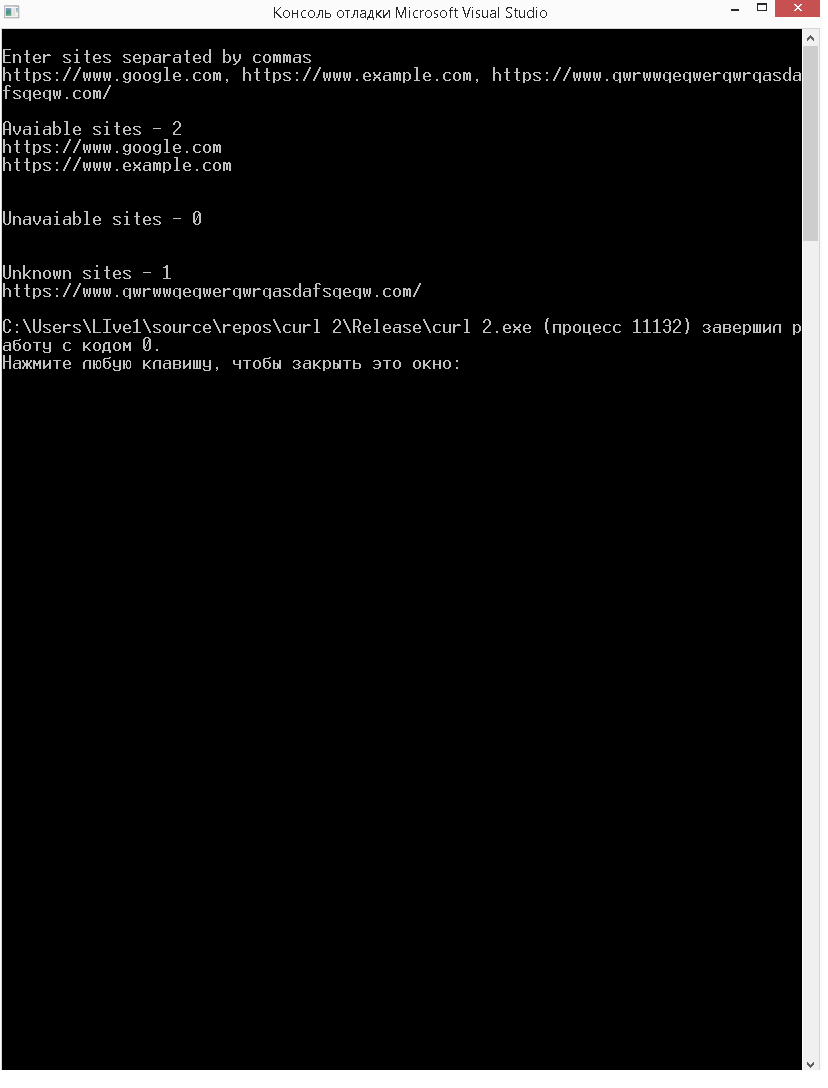 Консоль отладки Microsoft Visual Studio
Enter sites separated by commas
https://www.google.com, https://www.example.com, https://www.qwrwwqeqwerqwrqasda
fsqeqw.com/
Avaiable sites - 2
https://www.google.com
https://www.example.com
Unavaiable sites - 0
Unknown sites - 1
https://www.qwrwwqeqwerqwrqasdafsqeqw.com/
C:\Users\LIve1\source\repos\curl 2\Release\curl 2.exe (процесс 11132) завершил р
аботу с кодом 0.
Нажмите любую клавишу, чтобы закрыть это окно: